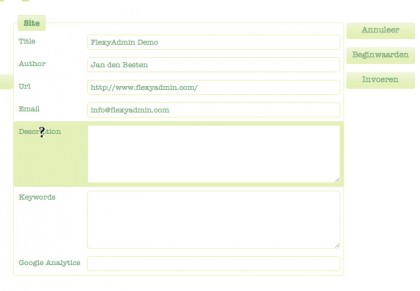 Site
Title FlexyAdmin Demo
Author Jan den Besten
Url http://www.flexyadmin.com/
Email info@flexyadmin.com
Description
Keywords
Google Analytics
Annuleer
Beginwaarden
Invoeren